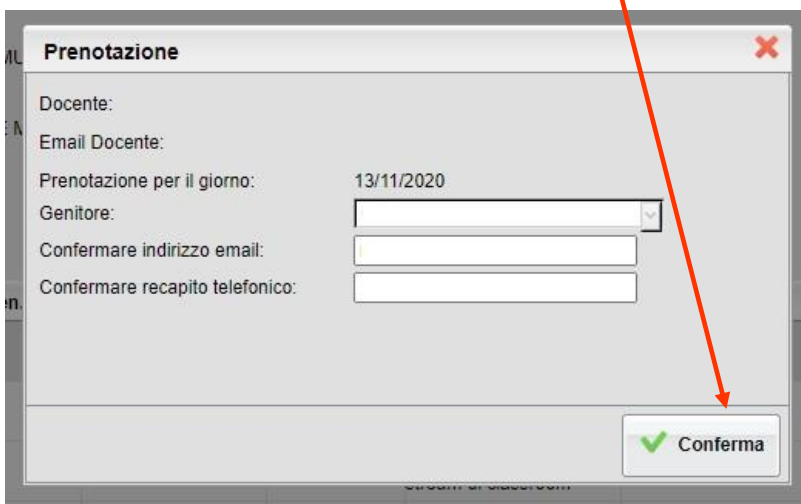 Prenotazione
Docente:
Email Docente:
Prenotazione per il giorno: 13/11/2020
Genitore:
Confermare indirizzo email:
Confermare recapito telefonico:
Conferma